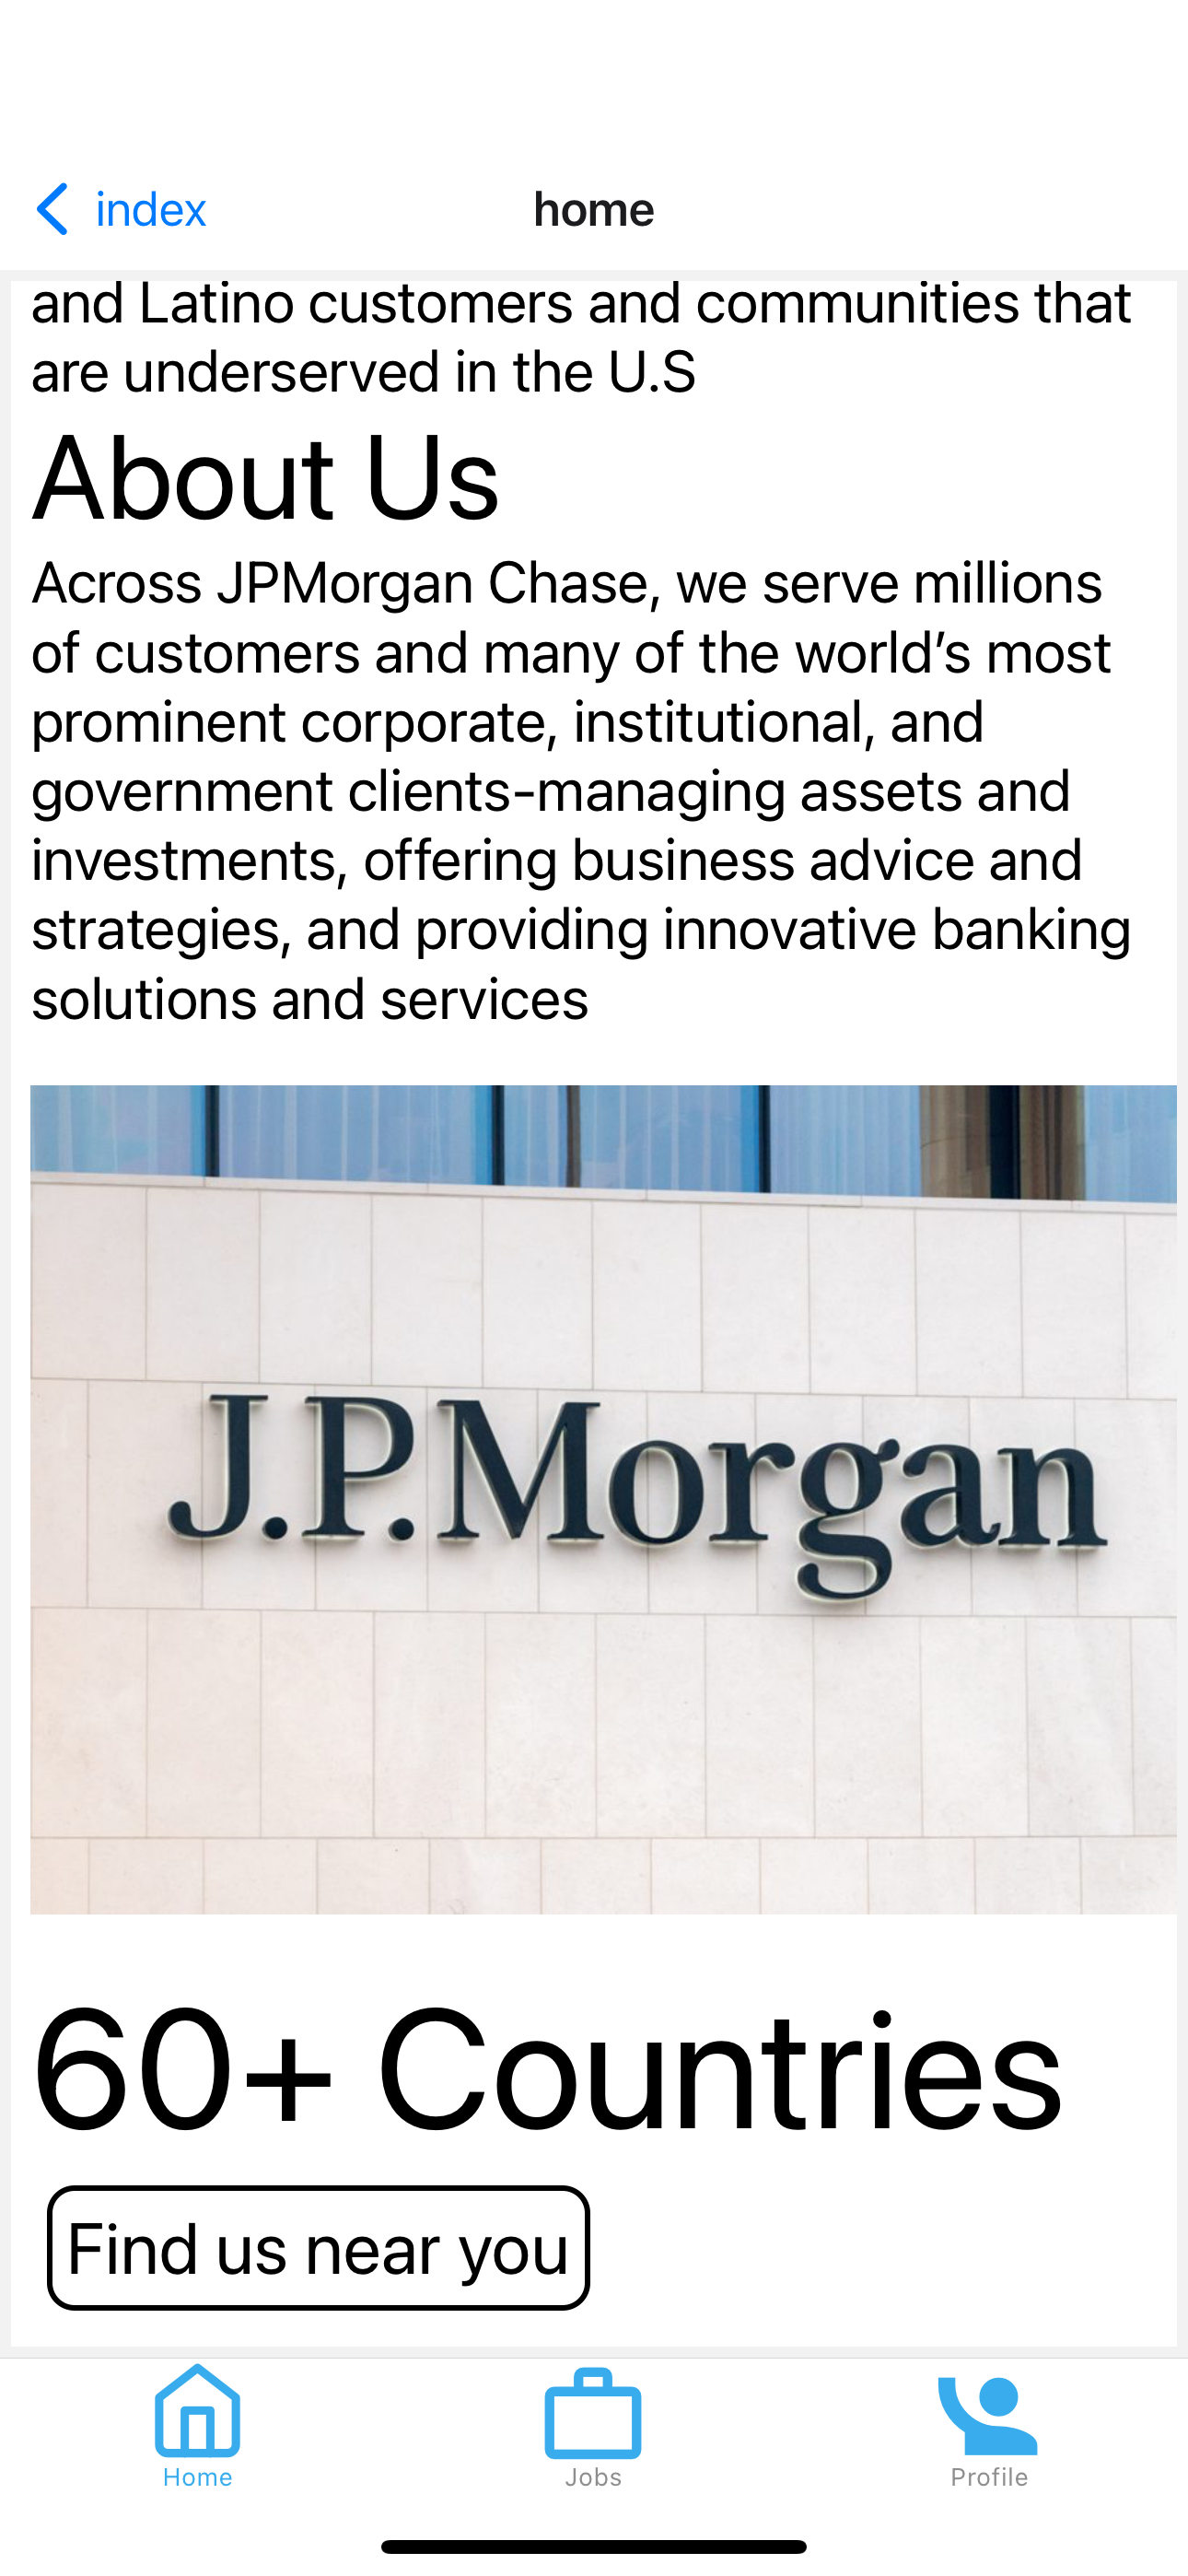 index
home
and Latino customers and communities that
are underserved in the U.S
About Us
Across JPMorgan Chase, we serve millions
of customers and many of the world’s most
prominent corporate, institutional, and
government clients-managing assets and
investments, offering business advice and
strategies, and providing innovative banking
solutions and services
J.P.Morgan
60+ Countries
Find us near you
Home
Jobs
Profile